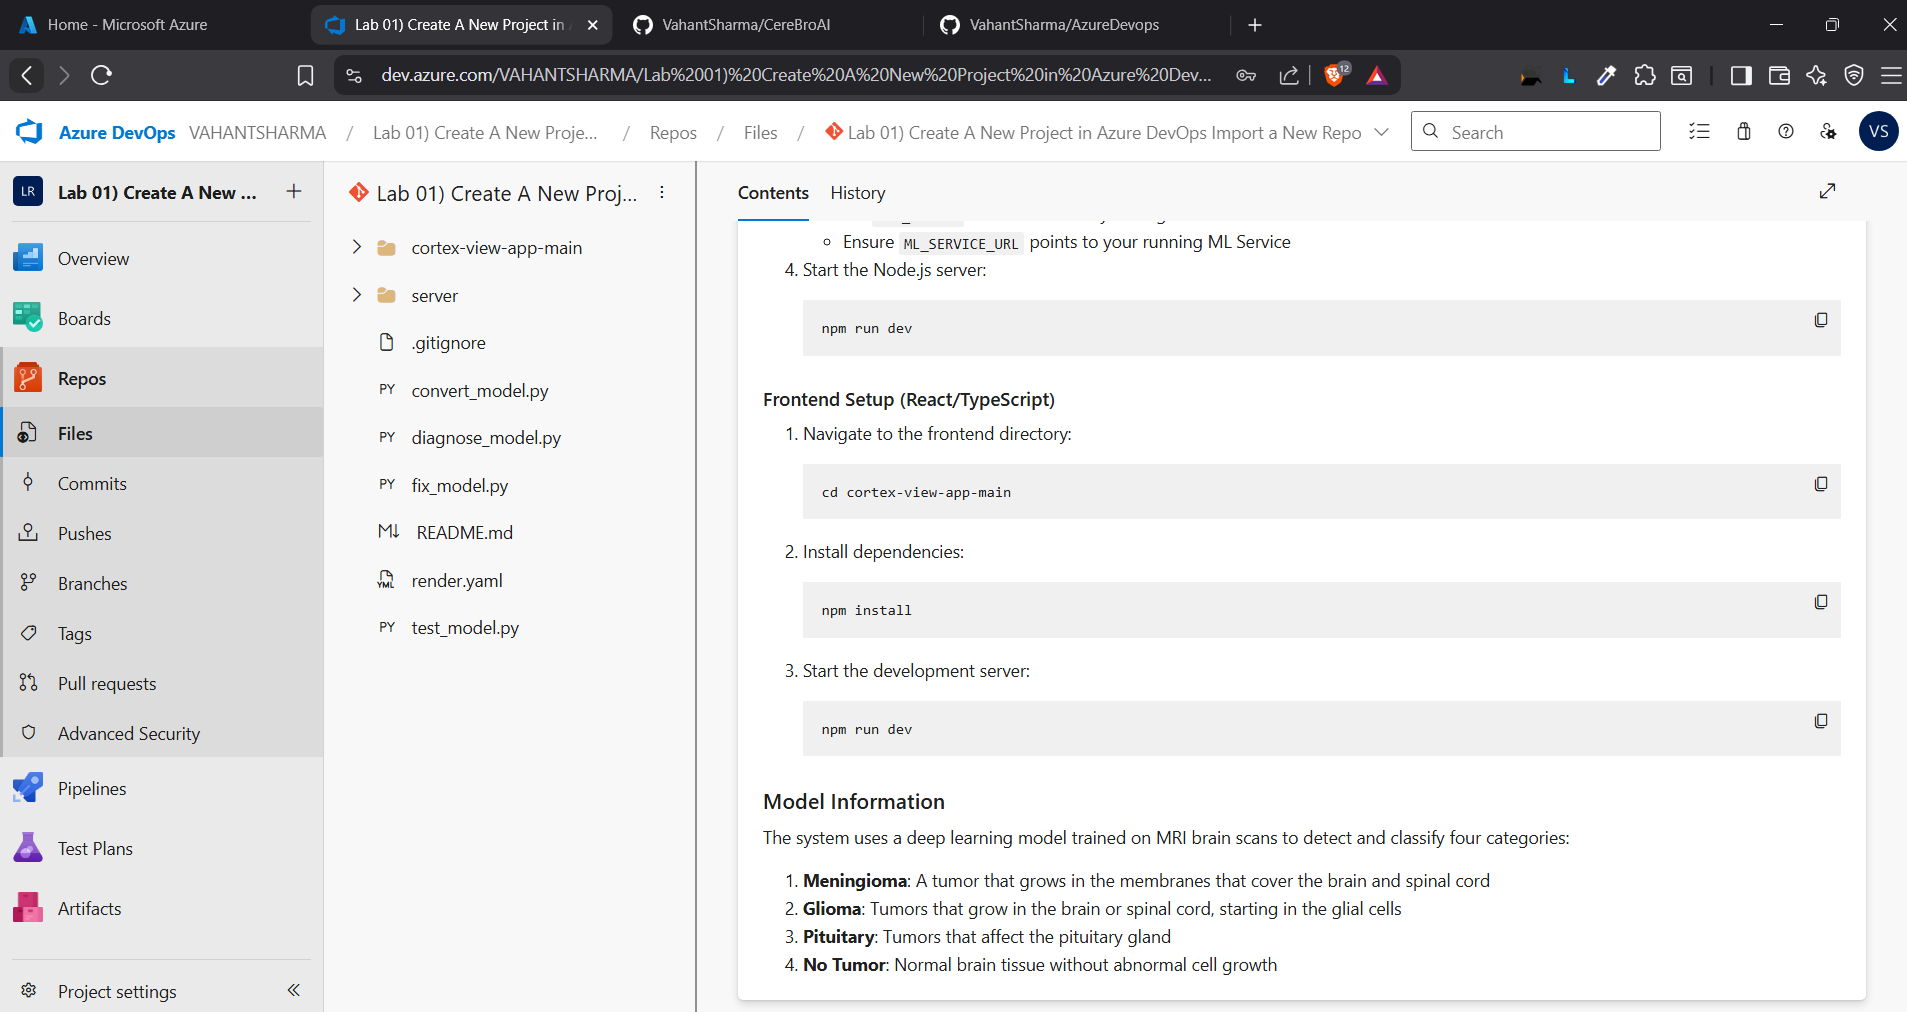 Home - Microsoft Azure
Lab 01) Create A New Project in
VahantSharma/CereBroAI
VahantSharma/AzureDevops
dev.azure.com/VAHANTSHARMA/Lab%2001)%20Create%20A%20New%20Project%20in%20Azure%20Dev...
12
Azure DevOps VAHANTSHARMA / Lab 01) Create A New Proje... / Repos / Files / Lab 01) Create A New Project in Azure DevOps Import a New Repo
Search
VS
LR Lab 01) Create A New ...
Overview
Boards
Repos
Files
Commits
Pushes
Branches
Tags
Pull requests
Advanced Security
Pipelines
Test Plans
Artifacts
Project settings
Lab 01) Create A New Proj...
cortex-view-app-main
server
.gitignore
PY convert_model.py
PY diagnose_model.py
PY fix_model.py
M↓ README.md
YML render.yaml
PY test_model.py
Contents History
Ensure ML_SERVICE_URL points to your running ML Service
4. Start the Node.js server:
npm run dev
Frontend Setup (React/TypeScript)
1. Navigate to the frontend directory:
cd cortex-view-app-main
2. Install dependencies:
npm install
3. Start the development server:
npm run dev
Model Information
The system uses a deep learning model trained on MRI brain scans to detect and classify four categories:
1. Meningioma: A tumor that grows in the membranes that cover the brain and spinal cord
2. Glioma: Tumors that grow in the brain or spinal cord, starting in the glial cells
3. Pituitary: Tumors that affect the pituitary gland
4. No Tumor: Normal brain tissue without abnormal cell growth